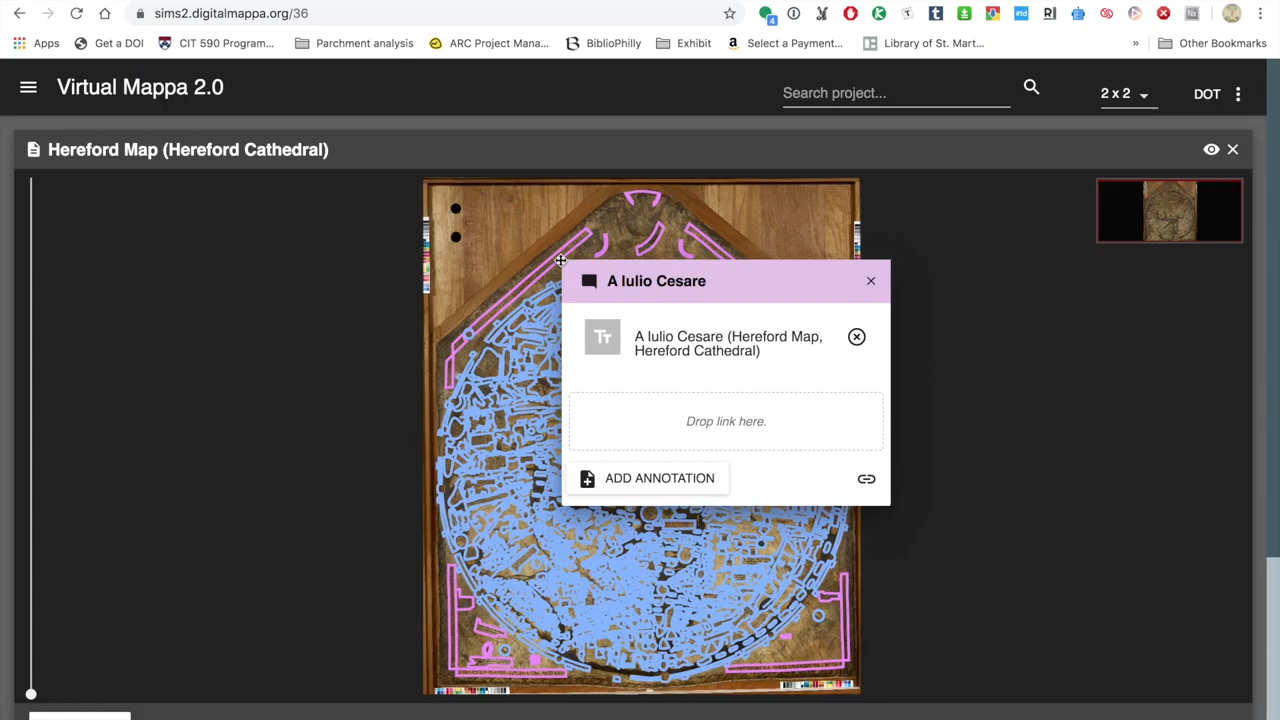 sims2.digitalmappa.org/36
4
Apps
Get a DOI
CIT 590 Programm...
Parchment analysis
ARC Project Mana...
BiblioPhilly
Exhibit
Select a Payment...
Library of St. Mart...
»
Other Bookmarks
Virtual Mappa 2.0
Search project...
2 x 2
DOT
Hereford Map (Hereford Cathedral)
A Iulio Cesare
A Iulio Cesare (Hereford Map,
Hereford Cathedral)
Drop link here.
ADD ANNOTATION